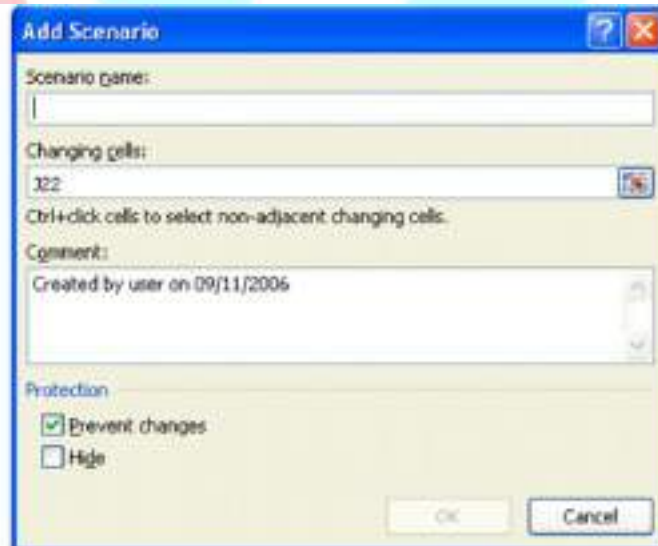 Add Scenario
Scenario name:
Changing cells:
J22
Ctrl+click cells to select non-adjacent changing cells.
Comment:
Created by user on 09/11/2006
Protection
Prevent changes
Hide
OK Cancel